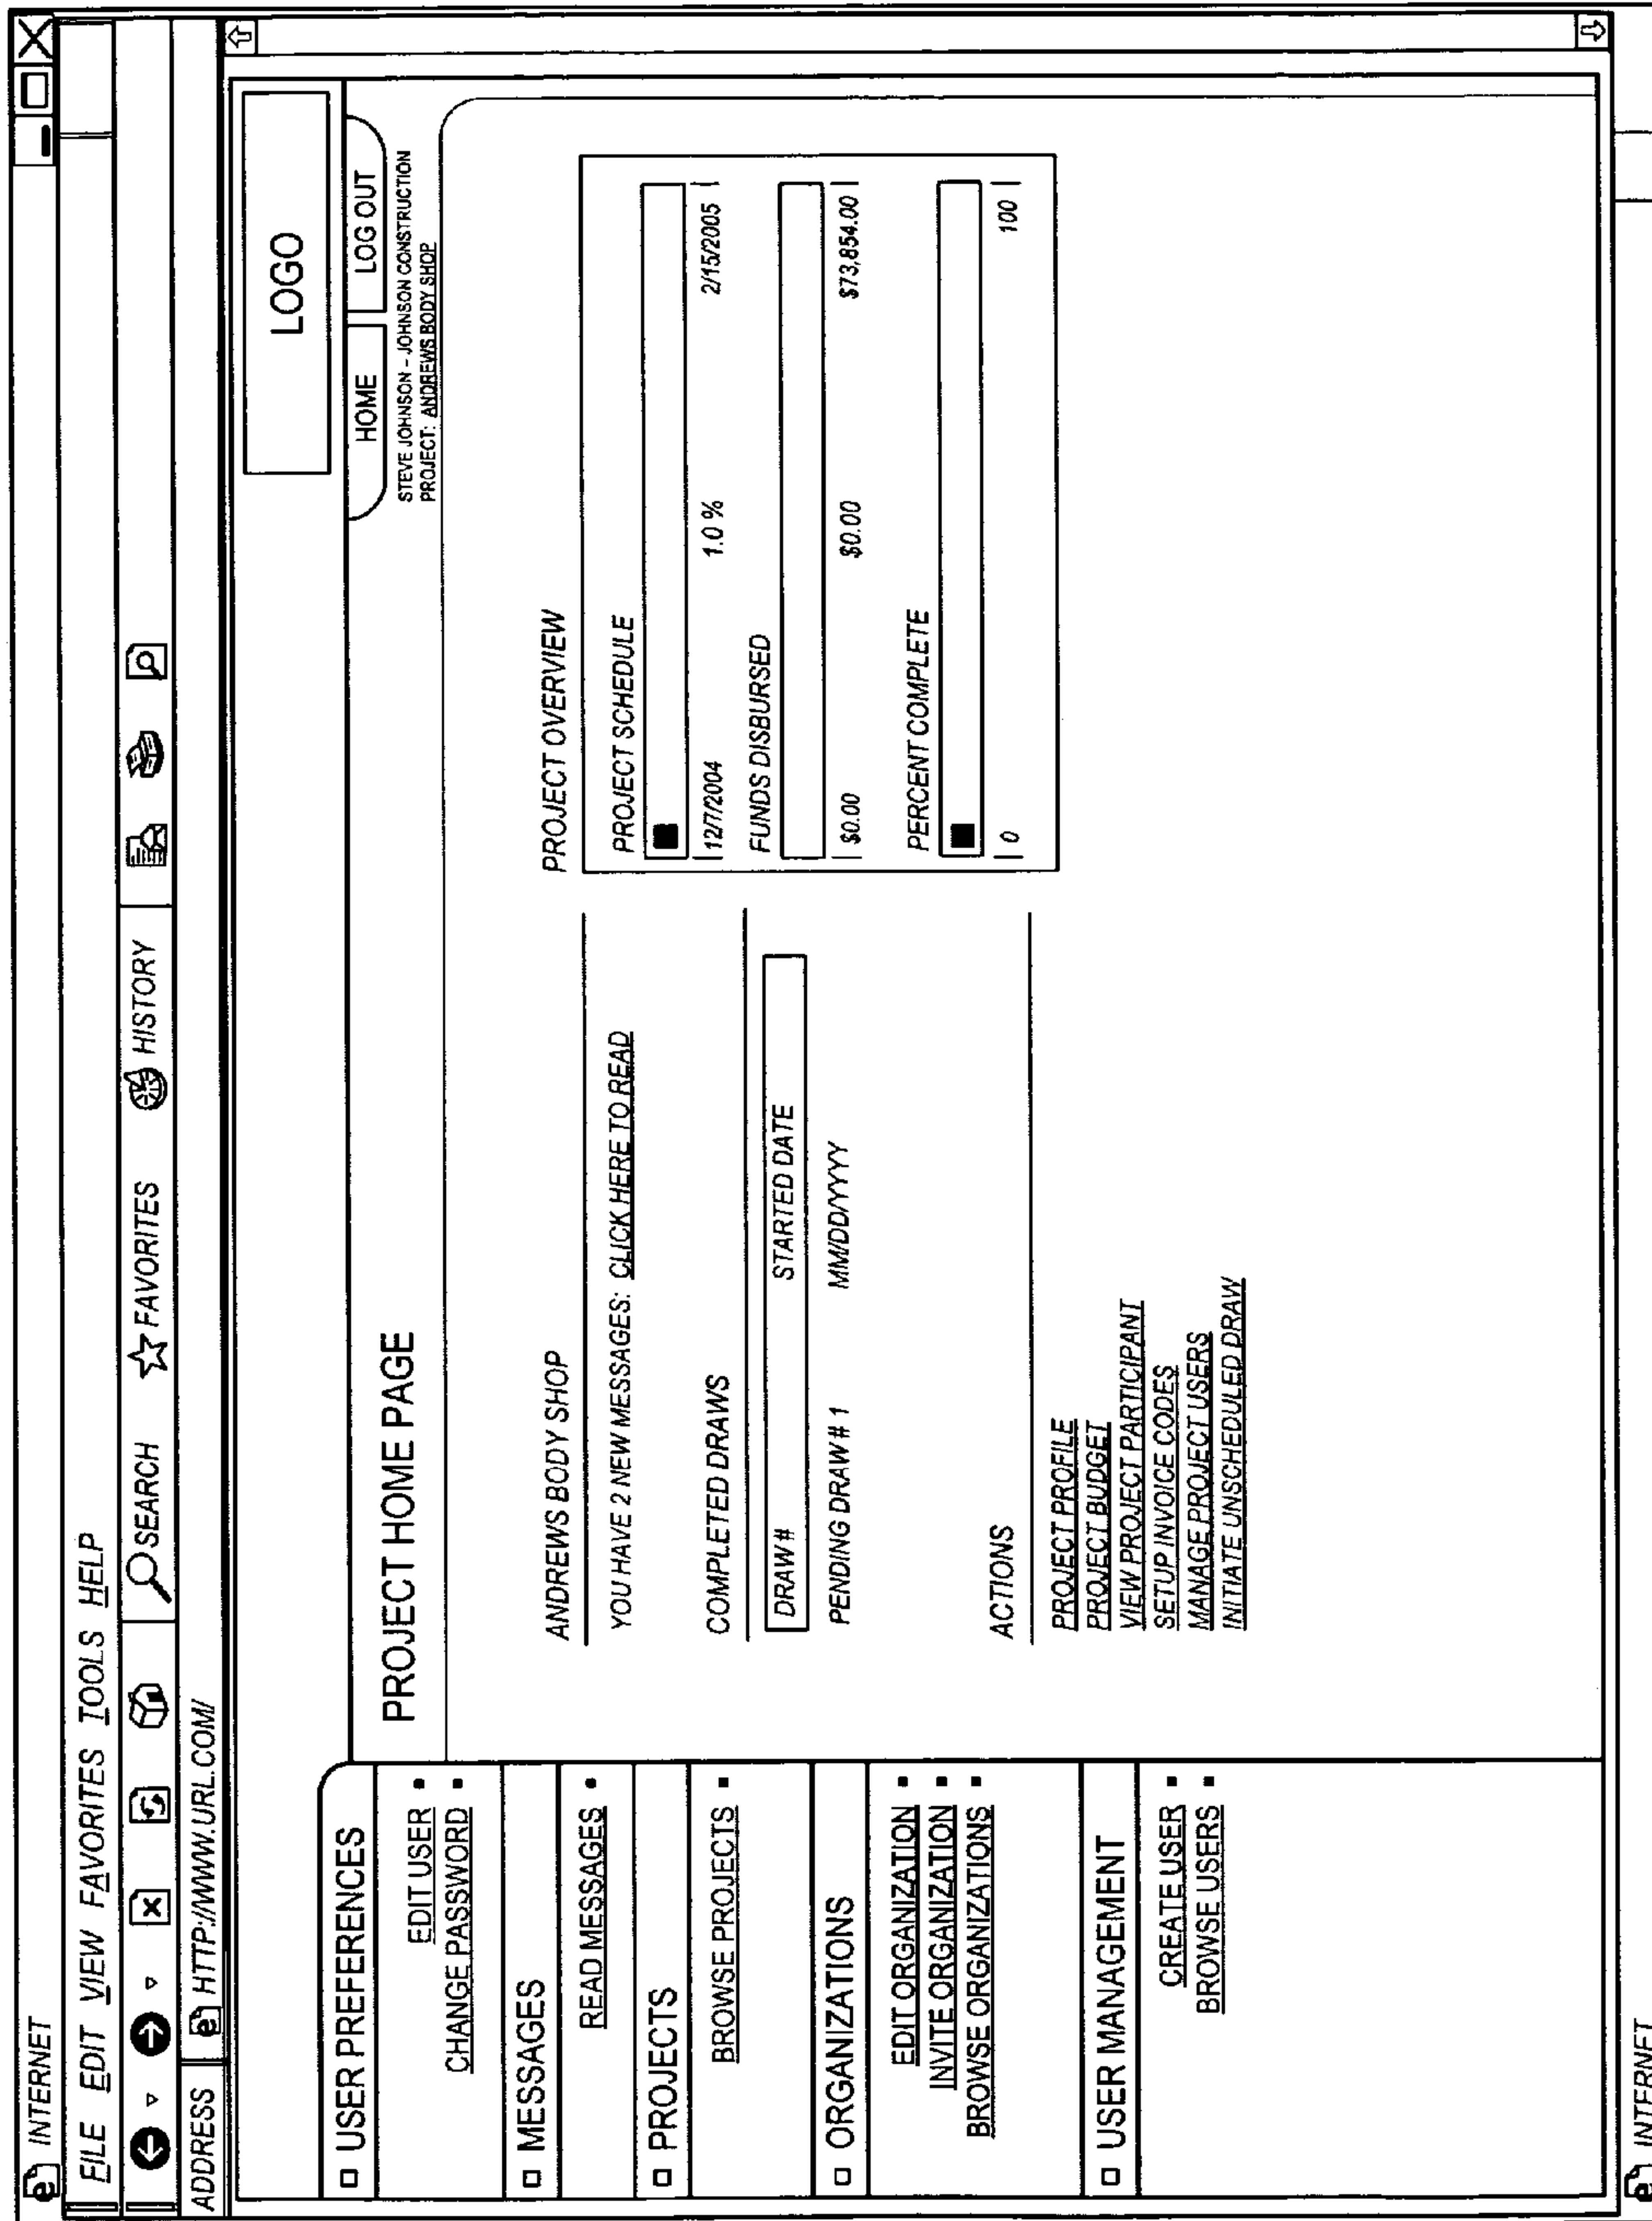 INTERNET
FILE EDIT VIEW FAVORITES TOOLS HELP
SEARCH FAVORITES HISTORY
ADDRESS HTTP://WWW.URL.COM/
LOGO
HOME LOG OUT
STEVE JOHNSON - JOHNSON CONSTRUCTION
PROJECT: ANDREWS BODY SHOP
USER PREFERENCES
EDIT USER
CHANGE PASSWORD
MESSAGES
READ MESSAGES
PROJECTS
BROWSE PROJECTS
ORGANIZATIONS
EDIT ORGANIZATION
INVITE ORGANIZATION
BROWSE ORGANIZATIONS
USER MANAGEMENT
CREATE USER
BROWSE USERS
PROJECT HOME PAGE
ANDREWS BODY SHOP
YOU HAVE 2 NEW MESSAGES: CLICK HERE TO READ
COMPLETED DRAWS
DRAW # STARTED DATE
PENDING DRAW # 1 MM/DD/YYYY
ACTIONS
PROJECT PROFILE
PROJECT BUDGET
VIEW PROJECT PARTICIPANT
SETUP INVOICE CODES
MANAGE PROJECT USERS
INITIATE UNSCHEDULED DRAW
PROJECT OVERVIEW
PROJECT SCHEDULE
12/7/2004 1.0 % 2/15/2005
FUNDS DISBURSED
$0.00 $0.00 $73,854.00
PERCENT COMPLETE
0 100
INTERNET